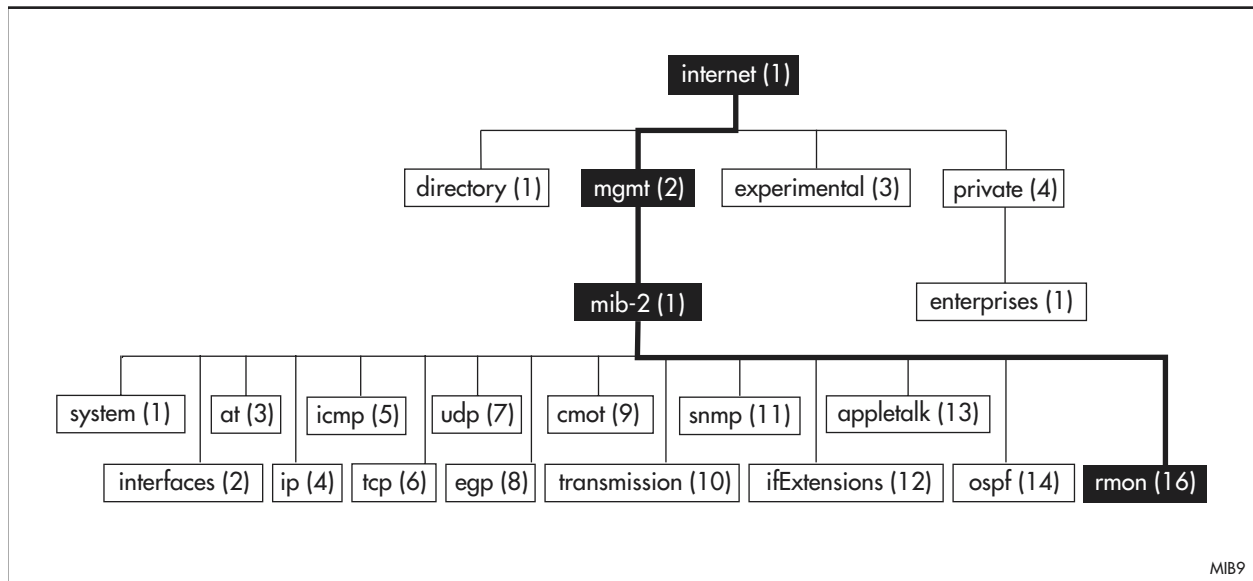 internet (1)
directory (1) mgmt (2) experimental (3) private (4)
mib-2 (1) enterprises (1)
system (1) at (3) icmp (5) udp (7) cmot (9) snmp (11) appletalk (13)
interfaces (2) ip (4) tcp (6) egp (8) transmission (10) ifExtensions (12) ospf (14) rmon (16)
MIB9